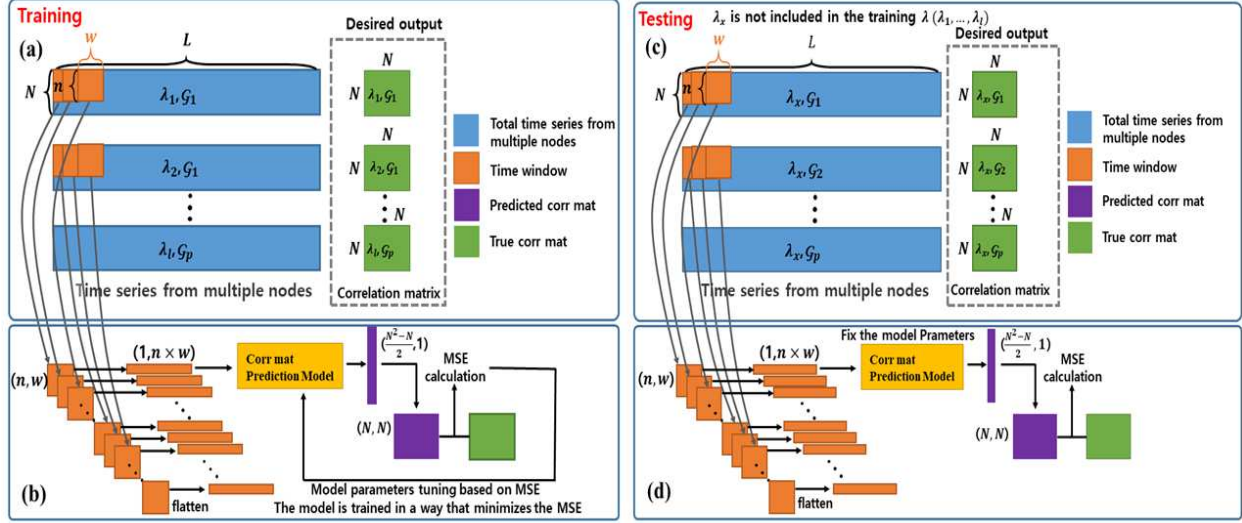 Training
(a)
w
L
Desired output
N
n
λ₁, 𝒢₁
N
N
λ₁, 𝒢₁
λ₂, 𝒢₁
N
N
λ₂, 𝒢₁
N
λₗ, 𝒢ₚ
N
λₗ, 𝒢ₚ
Time series from multiple nodes
Correlation matrix
Total time series from
multiple nodes
Time window
Predicted corr mat
True corr mat
(b)
(n, w)
(1, n × w)
Corr mat
Prediction Model
((N²−N)/2, 1)
MSE
calculation
(N, N)
flatten
Model parameters tuning based on MSE
The model is trained in a way that minimizes the MSE
Testing
λₓ is not included in the training λ (λ₁, ..., λₗ)
(c)
w
L
Desired output
N
n
λₓ, 𝒢₁
N
N
λₓ, 𝒢₁
λₓ, 𝒢₂
N
N
λₓ, 𝒢₂
N
λₓ, 𝒢ₚ
N
λₓ, 𝒢ₚ
Time series from multiple nodes
Correlation matrix
Total time series from
multiple nodes
Time window
Predicted corr mat
True corr mat
(d)
(n, w)
(1, n × w)
Fix the model Prameters
Corr mat
Prediction Model
((N²−N)/2, 1)
MSE
calculation
(N, N)
flatten